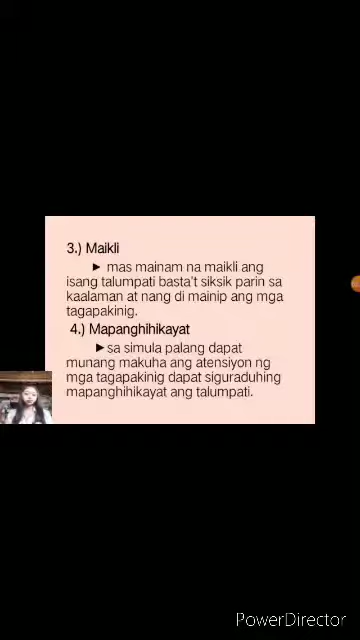 3.) Maikli
► mas mainam na maikli ang
isang talumpati basta't siksik parin sa
kaalaman at nang di mainip ang mga
tagapakinig.
4.) Mapanghihikayat
►sa simula palang dapat
munang makuha ang atensiyon ng
mga tagapakinig dapat siguraduhing
mapanghihikayat ang talumpati.
PowerDirector